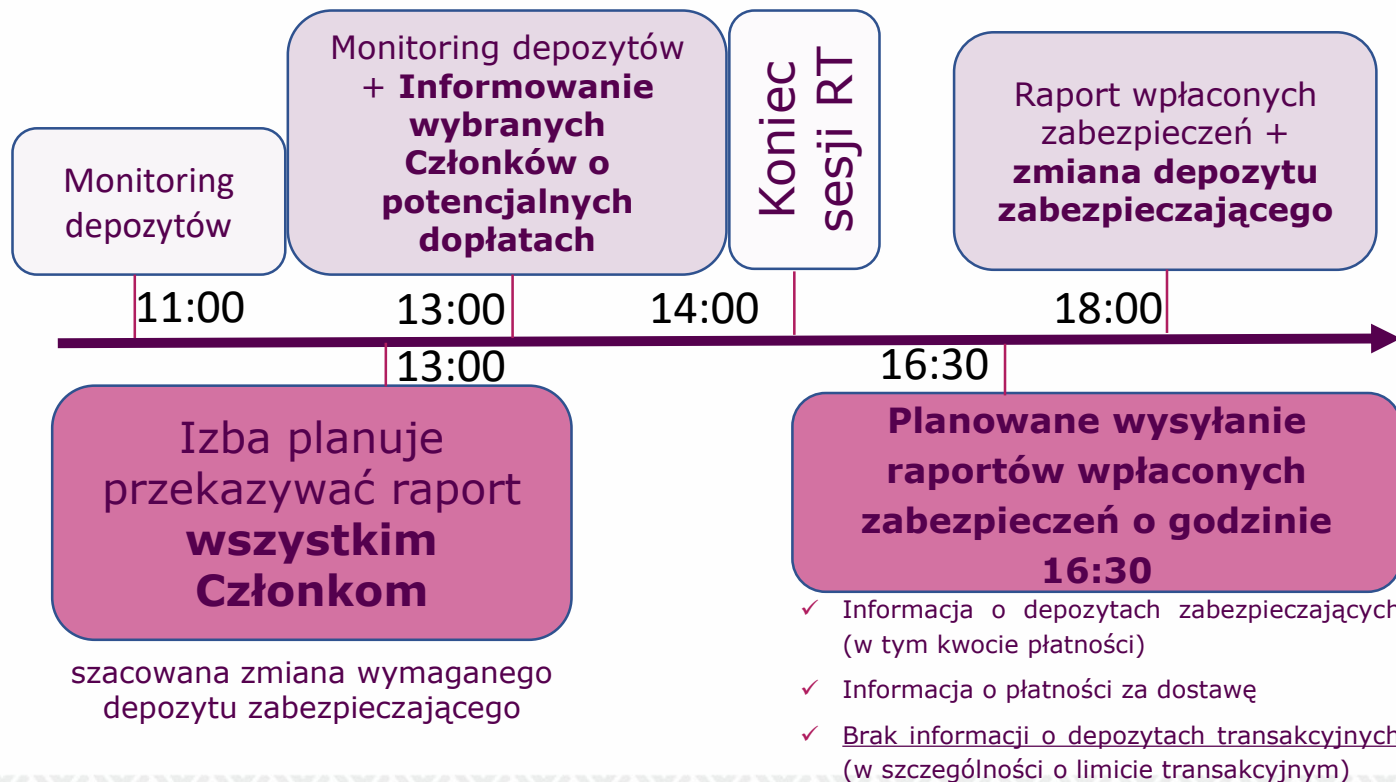 Monitoring
depozytów
Monitoring depozytów
+ Informowanie
wybranych
Członków o
potencjalnych
dopłatach
Koniec
sesji RT
Raport wpłaconych
zabezpieczeń +
zmiana depozytu
zabezpieczającego
11:00
13:00
14:00
18:00
13:00
16:30
Izba planuje
przekazywać raport
wszystkim
Członkom
szacowana zmiana wymaganego
depozytu zabezpieczającego
Planowane wysyłanie
raportów wpłaconych
zabezpieczeń o godzinie
16:30
✓ Informacja o depozytach zabezpieczających
(w tym kwocie płatności)
✓ Informacja o płatności za dostawę
✓ Brak informacji o depozytach transakcyjnych
(w szczególności o limicie transakcyjnym)